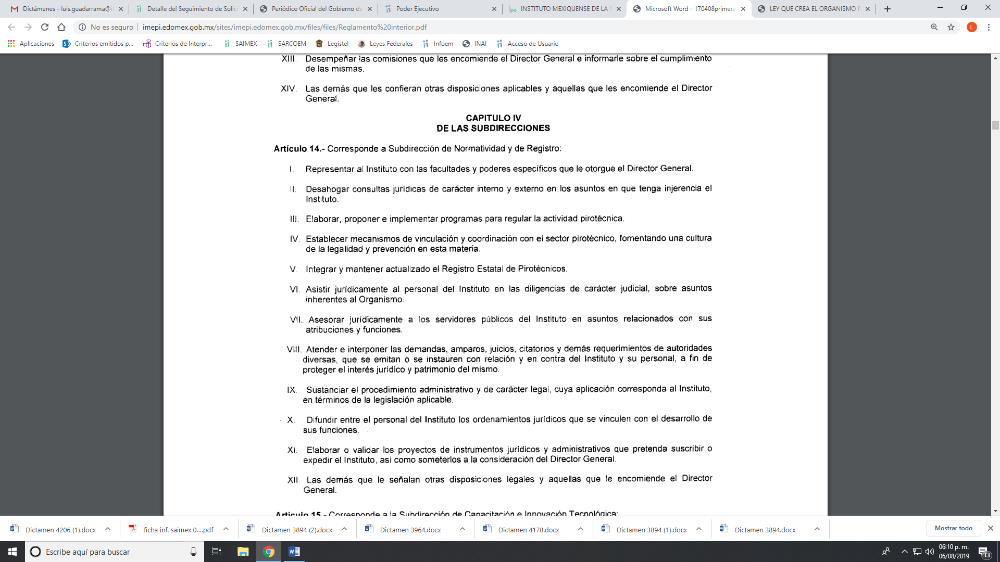 Dictámenes - luis.guadarrama@i
Detalle del Seguimiento de Solici
Periódico Oficial del Gobierno de
Poder Ejecutivo
INSTITUTO MEXIQUENSE DE LA P
Microsoft Word - 170408primera
LEY QUE CREA EL ORGANISMO P
No es seguro
imepi.edomex.gob.mx/sites/imepi.edomex.gob.mx/files/files/Reglamento%20interior.pdf
L
Aplicaciones
Criterios emitidos p...
Criterios de Interpr...
SAIMEX
SARCOEM
Legistel
Leyes Federales
Infoem
INAI
Acceso de Usuario
XIII. Desempeñar las comisiones que les encomiende el Director General e informarle sobre el cumplimiento
de las mismas.
XIV. Las demás que les confieran otras disposiciones aplicables y aquellas que les encomiende el Director
General.
CAPITULO IV
DE LAS SUBDIRECCIONES
Artículo 14.- Corresponde a Subdirección de Normatividad y de Registro:
I. Representar al Instituto con las facultades y poderes específicos que le otorgue el Director General.
II. Desahogar consultas jurídicas de carácter interno y externo en los asuntos en que tenga injerencia el
Instituto.
III. Elaborar, proponer e implementar programas para regular la actividad pirotécnica.
IV. Establecer mecanismos de vinculación y coordinación con el sector pirotécnico, fomentando una cultura
de la legalidad y prevención en esta materia.
V. Integrar y mantener actualizado el Registro Estatal de Pirotécnicos.
VI. Asistir jurídicamente al personal del Instituto en las diligencias de carácter judicial, sobre asuntos
inherentes al Organismo.
VII. Asesorar jurídicamente a los servidores públicos del Instituto en asuntos relacionados con sus
atribuciones y funciones.
VIII. Atender e interponer las demandas, amparos, juicios, citatorios y demás requerimientos de autoridades
diversas, que se emitan o se instauren con relación y en contra del Instituto y su personal, a fin de
proteger el interés jurídico y patrimonio del mismo.
IX. Sustanciar el procedimiento administrativo y de carácter legal, cuya aplicación corresponda al Instituto,
en términos de la legislación aplicable.
X. Difundir entre el personal del Instituto los ordenamientos jurídicos que se vinculen con el desarrollo de
sus funciones.
XI. Elaborar o validar los proyectos de instrumentos jurídicos y administrativos que pretenda suscribir o
expedir el Instituto, así como someterlos a la consideración del Director General.
XII. Las demás que le señalan otras disposiciones legales y aquellas que le encomiende el Director
General.
Artículo 15.- Corresponde a la Subdirección de Capacitación e Innovación Tecnológica:
Dictamen 4206 (1).docx
ficha inf. saimex 0....pdf
Dictamen 3894 (2).docx
Dictamen 3964.docx
Dictamen 4178.docx
Dictamen 3894 (1).docx
Dictamen 3894.docx
Mostrar todo
Escribe aquí para buscar
06:10 p. m.
06/08/2019
33